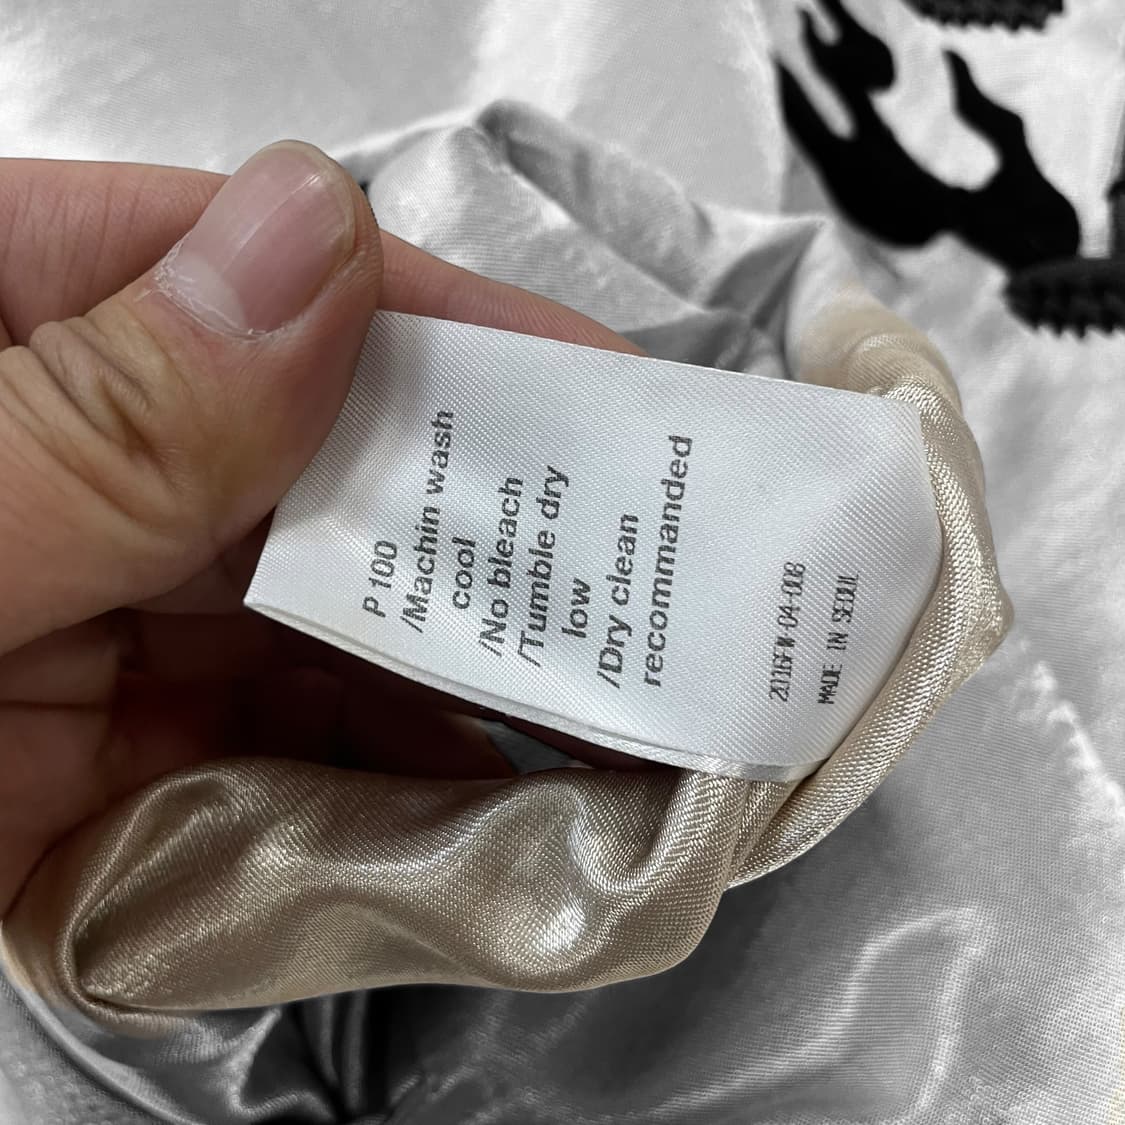 P 100
/Machin wash
cool
/No bleach
/Tumble dry
low
/Dry clean
recommanded
2016FW-04-008
MADE IN SEOUL